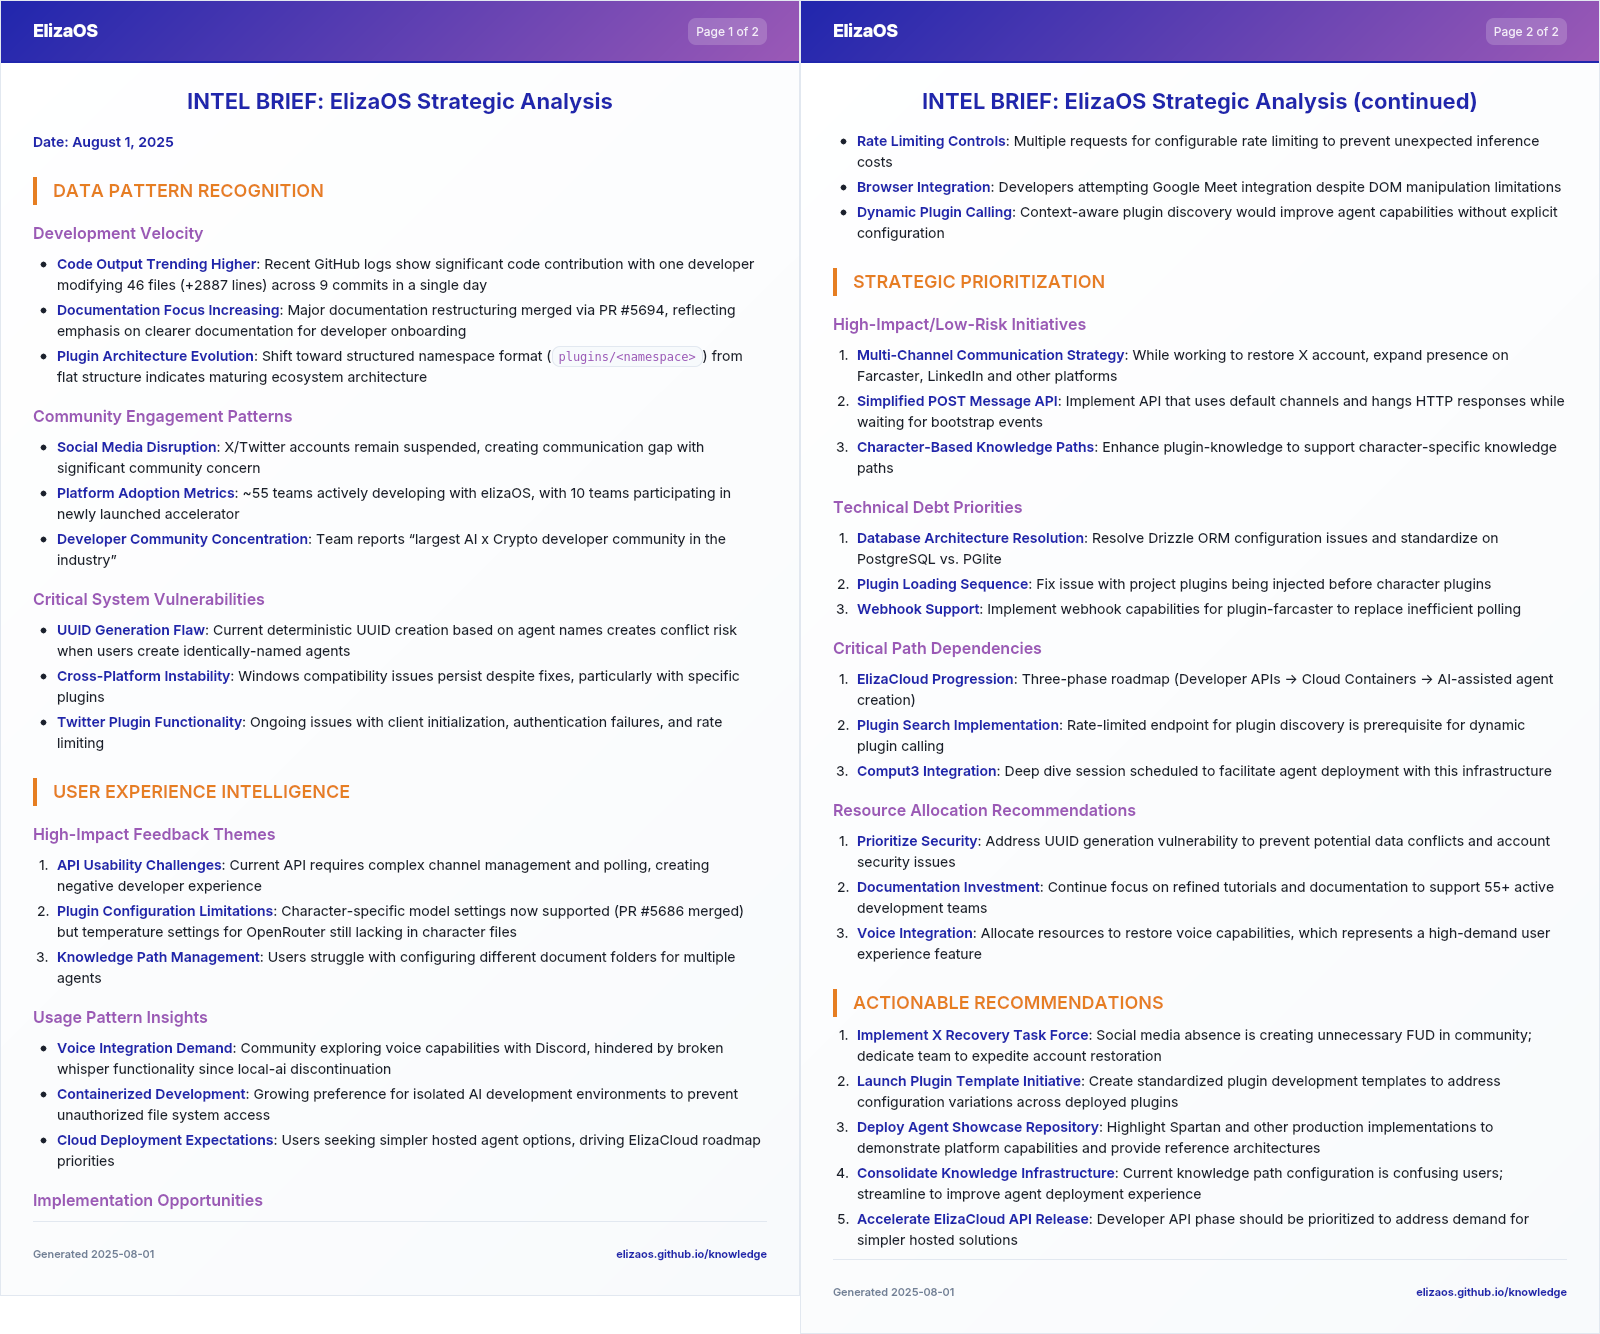 ElizaOS
Page 1 of 2
INTEL BRIEF: ElizaOS Strategic Analysis
Date: August 1, 2025
DATA PATTERN RECOGNITION
Development Velocity
• Code Output Trending Higher: Recent GitHub logs show significant code contribution with one developer
modifying 46 files (+2887 lines) across 9 commits in a single day
• Documentation Focus Increasing: Major documentation restructuring merged via PR #5694, reflecting
emphasis on clearer documentation for developer onboarding
• Plugin Architecture Evolution: Shift toward structured namespace format (plugins/<namespace>) from
flat structure indicates maturing ecosystem architecture
Community Engagement Patterns
• Social Media Disruption: X/Twitter accounts remain suspended, creating communication gap with
significant community concern
• Platform Adoption Metrics: ~55 teams actively developing with elizaOS, with 10 teams participating in
newly launched accelerator
• Developer Community Concentration: Team reports “largest AI x Crypto developer community in the
industry”
Critical System Vulnerabilities
• UUID Generation Flaw: Current deterministic UUID creation based on agent names creates conflict risk
when users create identically-named agents
• Cross-Platform Instability: Windows compatibility issues persist despite fixes, particularly with specific
plugins
• Twitter Plugin Functionality: Ongoing issues with client initialization, authentication failures, and rate
limiting
USER EXPERIENCE INTELLIGENCE
High-Impact Feedback Themes
1. API Usability Challenges: Current API requires complex channel management and polling, creating
negative developer experience
2. Plugin Configuration Limitations: Character-specific model settings now supported (PR #5686 merged)
but temperature settings for OpenRouter still lacking in character files
3. Knowledge Path Management: Users struggle with configuring different document folders for multiple
agents
Usage Pattern Insights
• Voice Integration Demand: Community exploring voice capabilities with Discord, hindered by broken
whisper functionality since local-ai discontinuation
• Containerized Development: Growing preference for isolated AI development environments to prevent
unauthorized file system access
• Cloud Deployment Expectations: Users seeking simpler hosted agent options, driving ElizaCloud roadmap
priorities
Implementation Opportunities
Generated 2025-08-01
elizaos.github.io/knowledge
ElizaOS
Page 2 of 2
INTEL BRIEF: ElizaOS Strategic Analysis (continued)
• Rate Limiting Controls: Multiple requests for configurable rate limiting to prevent unexpected inference
costs
• Browser Integration: Developers attempting Google Meet integration despite DOM manipulation limitations
• Dynamic Plugin Calling: Context-aware plugin discovery would improve agent capabilities without explicit
configuration
STRATEGIC PRIORITIZATION
High-Impact/Low-Risk Initiatives
1. Multi-Channel Communication Strategy: While working to restore X account, expand presence on
Farcaster, LinkedIn and other platforms
2. Simplified POST Message API: Implement API that uses default channels and hangs HTTP responses while
waiting for bootstrap events
3. Character-Based Knowledge Paths: Enhance plugin-knowledge to support character-specific knowledge
paths
Technical Debt Priorities
1. Database Architecture Resolution: Resolve Drizzle ORM configuration issues and standardize on
PostgreSQL vs. PGlite
2. Plugin Loading Sequence: Fix issue with project plugins being injected before character plugins
3. Webhook Support: Implement webhook capabilities for plugin-farcaster to replace inefficient polling
Critical Path Dependencies
1. ElizaCloud Progression: Three-phase roadmap (Developer APIs → Cloud Containers → AI-assisted agent
creation)
2. Plugin Search Implementation: Rate-limited endpoint for plugin discovery is prerequisite for dynamic
plugin calling
3. Comput3 Integration: Deep dive session scheduled to facilitate agent deployment with this infrastructure
Resource Allocation Recommendations
1. Prioritize Security: Address UUID generation vulnerability to prevent potential data conflicts and account
security issues
2. Documentation Investment: Continue focus on refined tutorials and documentation to support 55+ active
development teams
3. Voice Integration: Allocate resources to restore voice capabilities, which represents a high-demand user
experience feature
ACTIONABLE RECOMMENDATIONS
1. Implement X Recovery Task Force: Social media absence is creating unnecessary FUD in community;
dedicate team to expedite account restoration
2. Launch Plugin Template Initiative: Create standardized plugin development templates to address
configuration variations across deployed plugins
3. Deploy Agent Showcase Repository: Highlight Spartan and other production implementations to
demonstrate platform capabilities and provide reference architectures
4. Consolidate Knowledge Infrastructure: Current knowledge path configuration is confusing users;
streamline to improve agent deployment experience
5. Accelerate ElizaCloud API Release: Developer API phase should be prioritized to address demand for
simpler hosted solutions
Generated 2025-08-01
elizaos.github.io/knowledge